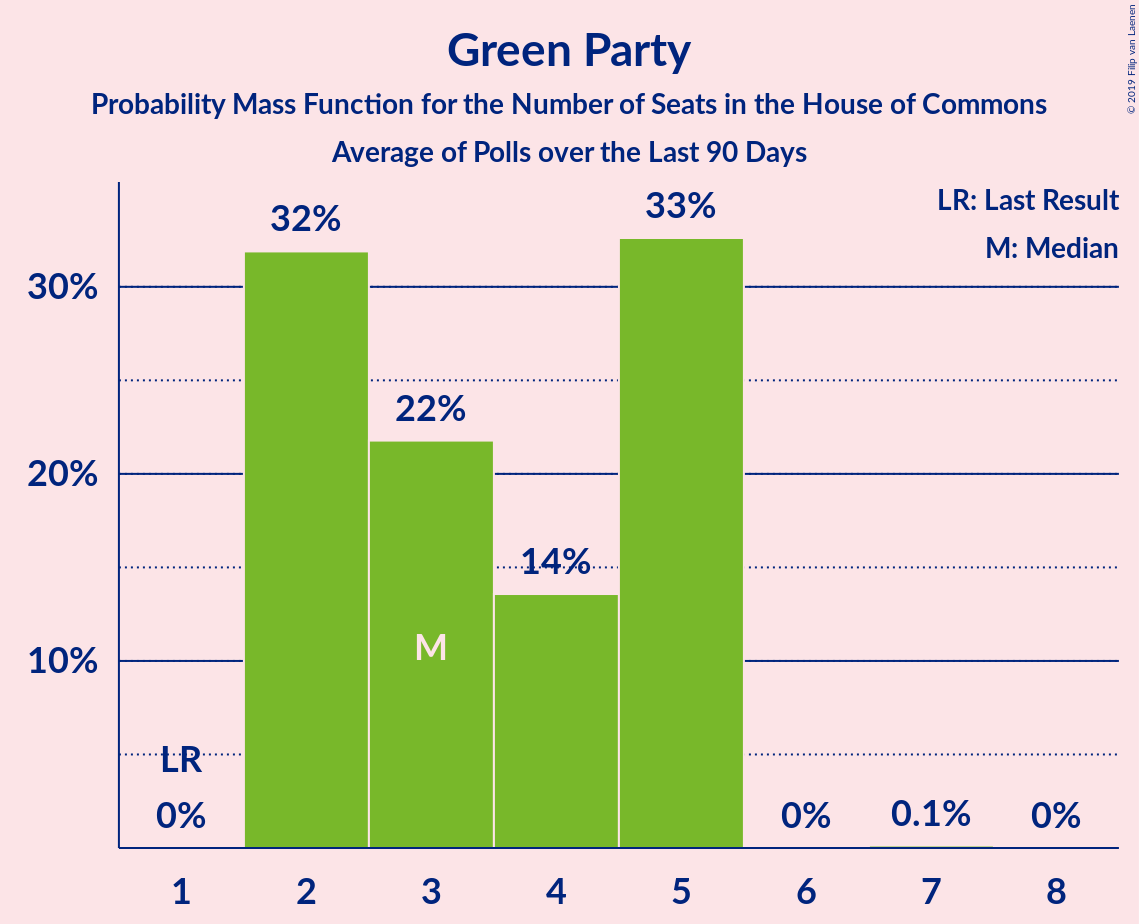 Green Party
Probability Mass Function for the Number of Seats in the House of Commons
Average of Polls over the Last 90 Days
© 2019 Filip van Laenen
LR: Last Result
M: Median
32%
33%
30%
22%
20%
14%
M
10%
LR
0%
0%
0.1%
0%
1 2 3 4 5 6 7 8